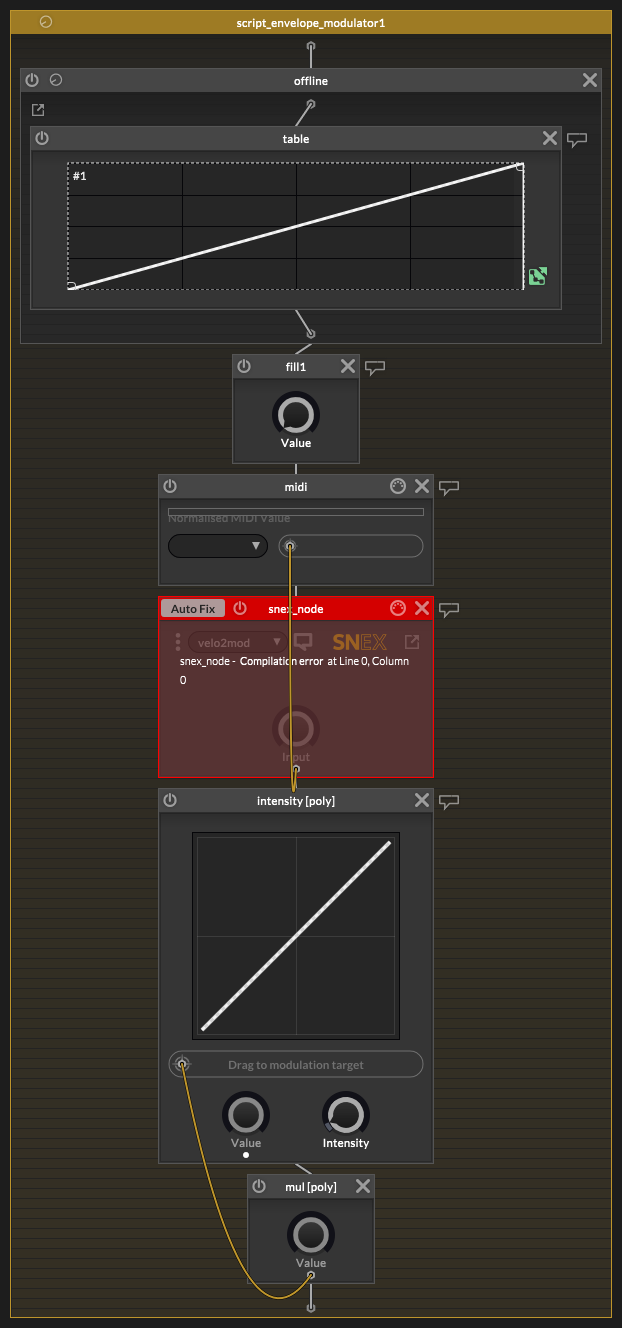 script_envelope_modulator1
offline
table
#1
fill1
Value
midi
Normalised MIDI Value
Auto Fix
snex_node
velo2mod
SNEX
snex_node - Compilation error at Line 0, Column
0
Input
intensity [poly]
Drag to modulation target
Value
Intensity
mul [poly]
Value